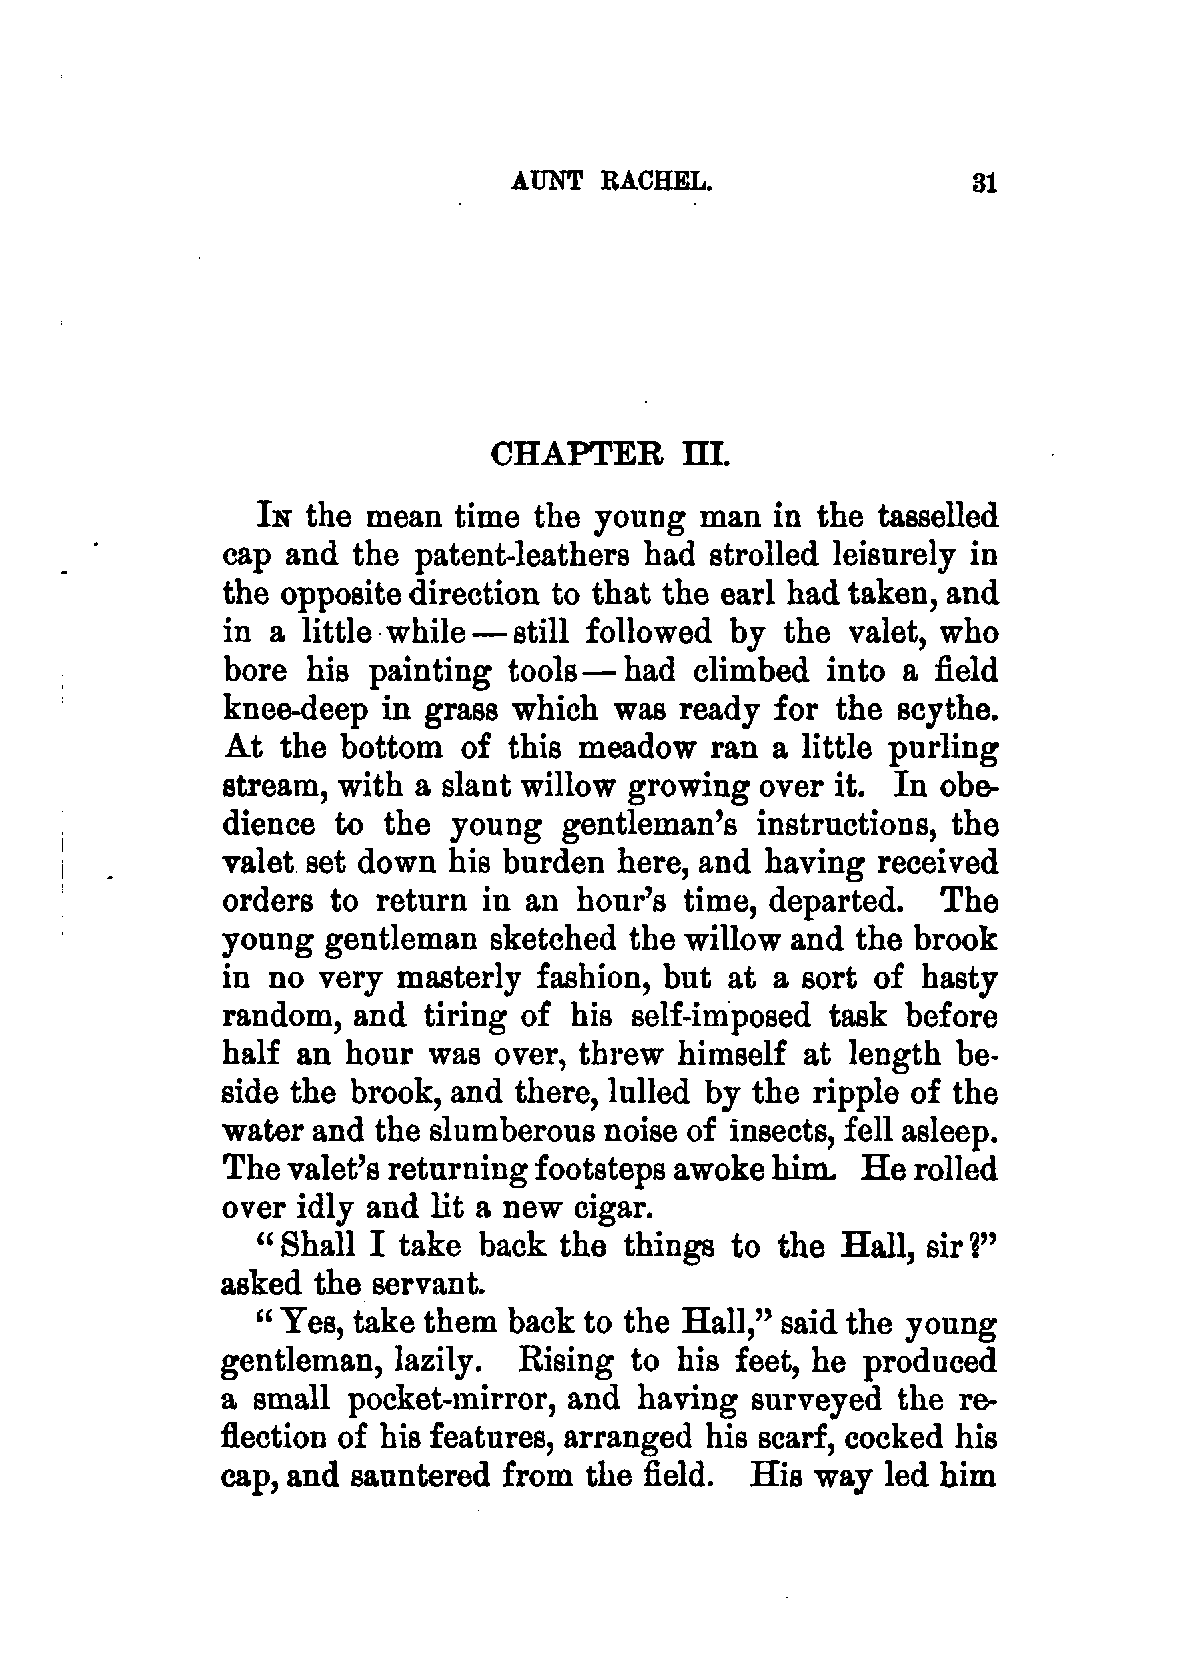 AUNT RACHEL. 31
CHAPTER III.
In the mean time the young man in the tasselled
cap and the patent-leathers had strolled leisurely in
the opposite direction to that the earl had taken, and
in a little while—still followed by the valet, who
bore his painting tools—had climbed into a field
knee-deep in grass which was ready for the scythe.
At the bottom of this meadow ran a little purling
stream, with a slant willow growing over it. In obe-
dience to the young gentleman's instructions, the
valet set down his burden here, and having received
orders to return in an hour's time, departed. The
young gentleman sketched the willow and the brook
in no very masterly fashion, but at a sort of hasty
random, and tiring of his self-imposed task before
half an hour was over, threw himself at length be-
side the brook, and there, lulled by the ripple of the
water and the slumberous noise of insects, fell asleep.
The valet's returning footsteps awoke him. He rolled
over idly and lit a new cigar.
"Shall I take back the things to the Hall, sir?"
asked the servant.
"Yes, take them back to the Hall," said the young
gentleman, lazily. Rising to his feet, he produced
a small pocket-mirror, and having surveyed the re-
flection of his features, arranged his scarf, cocked his
cap, and sauntered from the field. His way led him